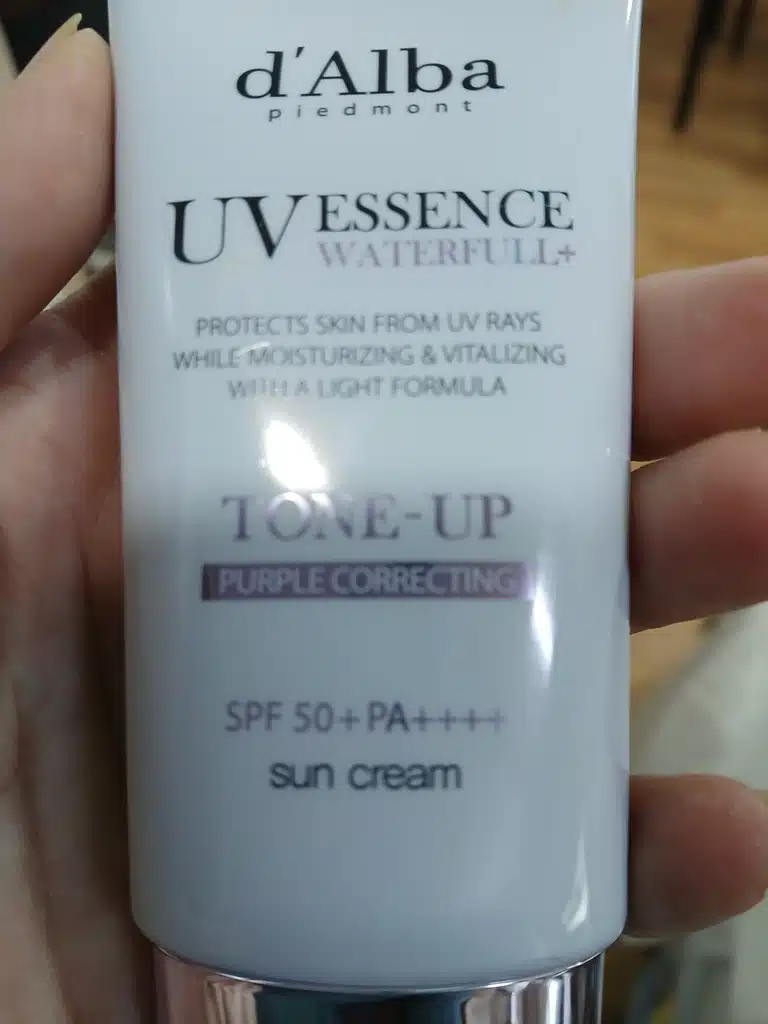 d'Alba
piedmont
UV ESSENCE
WATERFULL+
PROTECTS SKIN FROM UV RAYS
WHILE MOISTURIZING & VITALIZING
WITH A LIGHT FORMULA
TONE-UP
PURPLE CORRECTING
SPF 50+ PA++++
sun cream